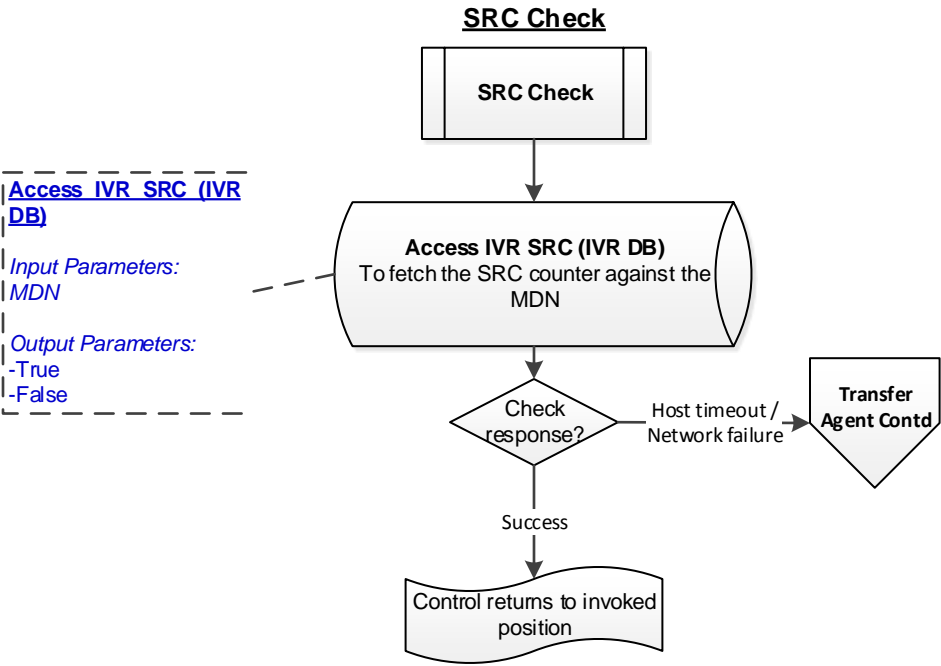 SRC Check
SRC Check
Access IVR SRC (IVR
DB)
Input Parameters:
MDN
Output Parameters:
-True
-False
Access IVR SRC (IVR DB)
To fetch the SRC counter against the
MDN
Check
response?
Host timeout /
Network failure
Transfer
Agent Contd
Success
Control returns to invoked
position